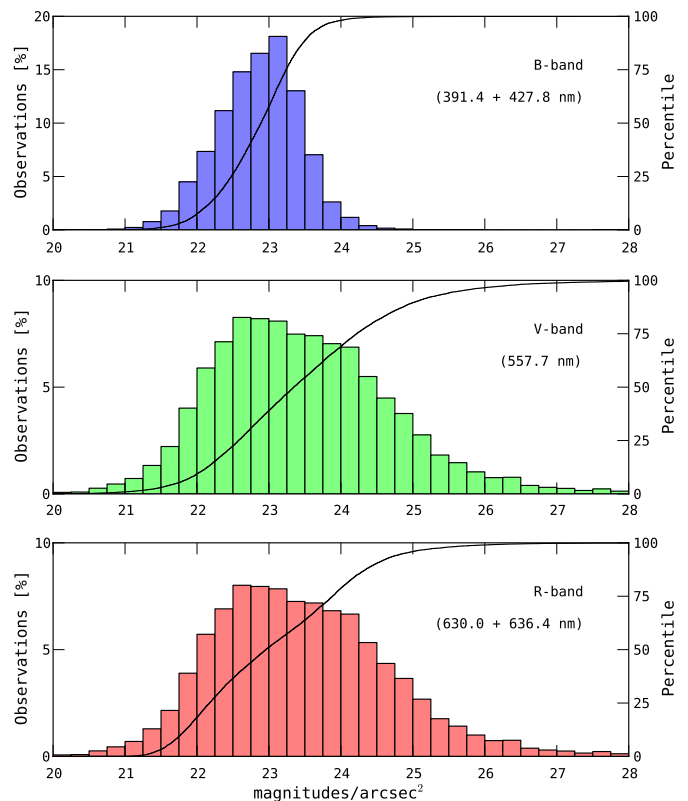 Observations [%]
20
15
10
5
0
B-band
(391.4 + 427.8 nm)
100
75
50
25
0
Percentile
20 21 22 23 24 25 26 27 28
Observations [%]
10
5
0
V-band
(557.7 nm)
100
75
50
25
0
Percentile
20 21 22 23 24 25 26 27 28
Observations [%]
10
5
0
R-band
(630.0 + 636.4 nm)
100
75
50
25
0
Percentile
20 21 22 23 24 25 26 27 28
magnitudes/arcsec²